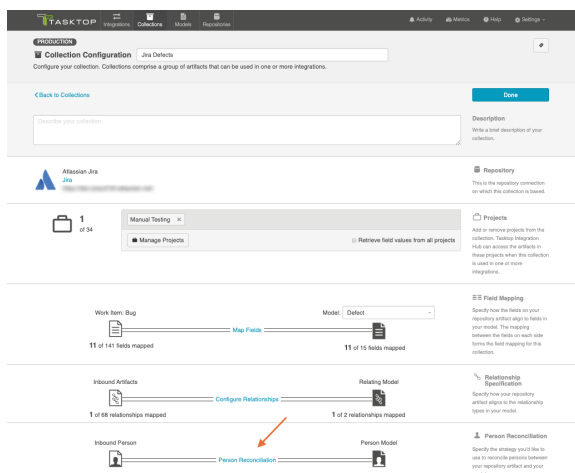 TASKTOP
Integrations
Collections
Models
Repositories
Activity
Metrics
Help
Settings
PRODUCTION
Collection Configuration
Jira Defects
Configure your collection. Collections comprise a group of artifacts that can be used in one or more integrations.
Back to Collections
Done
Describe your collection
Description
Write a brief description of your
collection.
Atlassian Jira
Jira
Repository
This is the repository connection
on which this collection is based.
1
of 34
Manual Testing ×
Manage Projects
Retrieve field values from all projects
Projects
Add or remove projects from the
collection. Tasktop Integration
Hub can access the artifacts in
these projects when this collection
is used in one or more
integrations.
Work Item: Bug
Model: Defect
Map Fields
11 of 141 fields mapped
11 of 15 fields mapped
Field Mapping
Specify how the fields on your
repository artifact align to fields in
your model. The mapping
between the fields on each side
forms the field mapping for this
collection.
Inbound Artifacts
Relating Model
Configure Relationships
1 of 68 relationships mapped
1 of 2 relationships mapped
Relationship
Specification
Specify how your repository
artifact aligns to the relationship
types in your model.
Inbound Person
Person Model
Person Reconciliation
Person Reconciliation
Specify the strategy you'd like to
use to reconcile persons between
your repository artifact and your